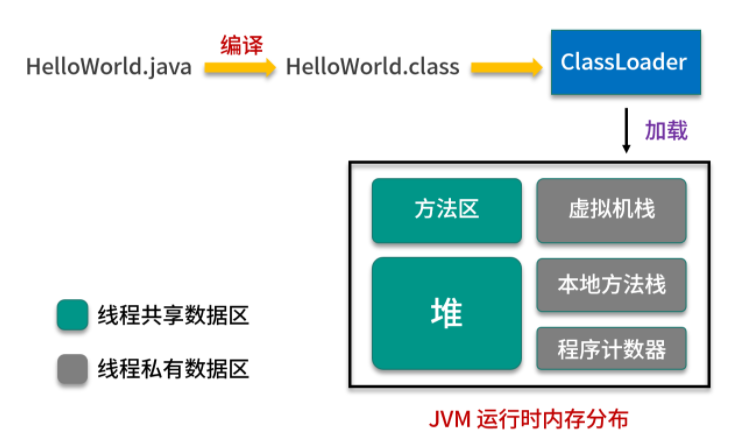 编译
HelloWorld.java
HelloWorld.class
ClassLoader
加载
方法区
虚拟机栈
堆
本地方法栈
程序计数器
线程共享数据区
线程私有数据区
JVM 运行时内存分布